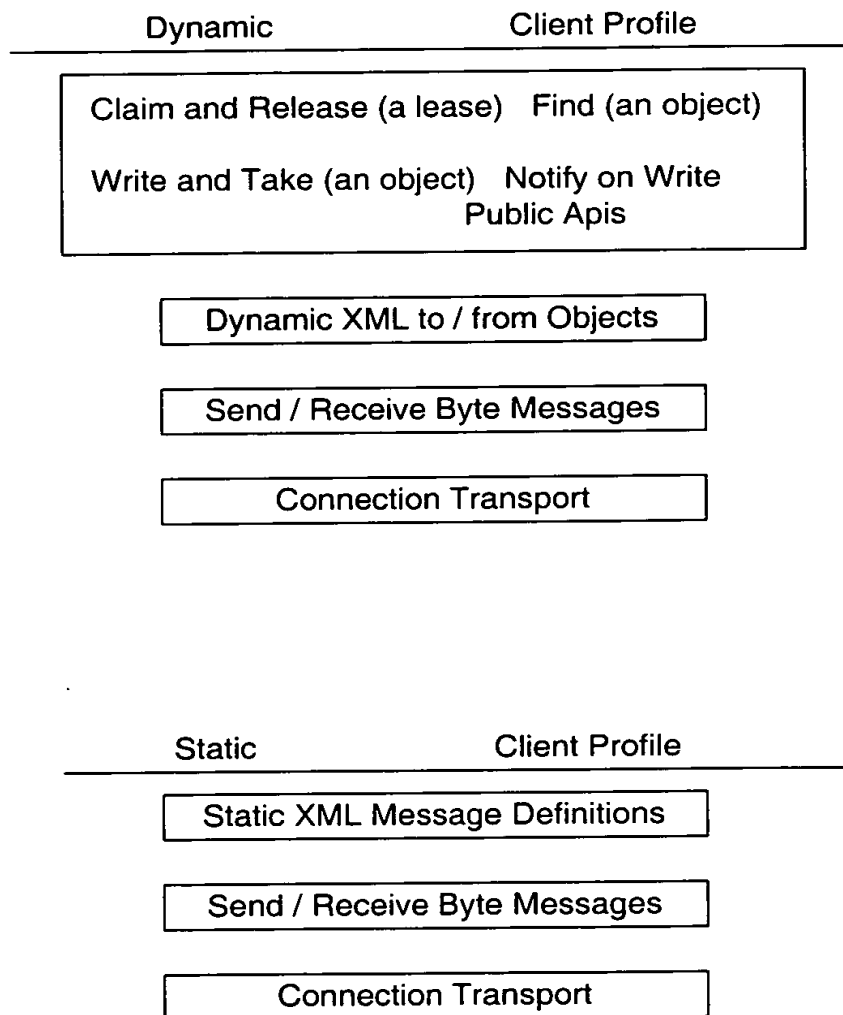 Dynamic Client Profile
Claim and Release (a lease) Find (an object)
Write and Take (an object) Notify on Write
Public Apis
Dynamic XML to / from Objects
Send / Receive Byte Messages
Connection Transport
Static Client Profile
Static XML Message Definitions
Send / Receive Byte Messages
Connection Transport